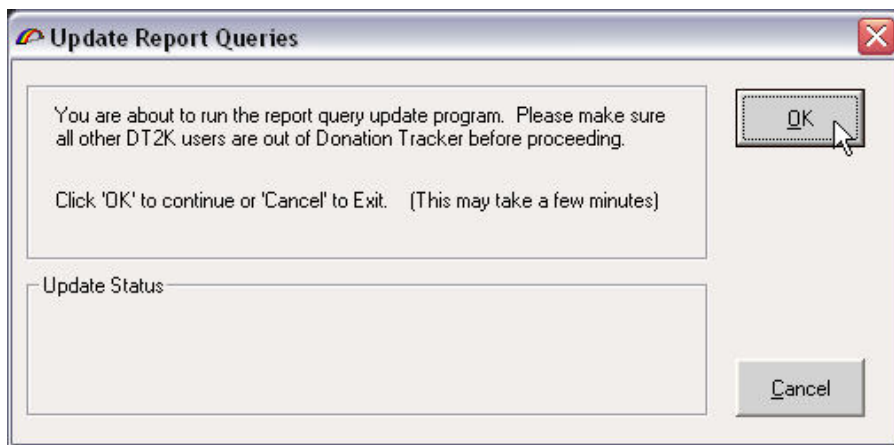 Update Report Queries
You are about to run the report query update program.  Please make sure
all other DT2K users are out of Donation Tracker before proceeding.
OK
Click 'OK' to continue or 'Cancel' to Exit.    (This may take a few minutes)
Update Status
Cancel